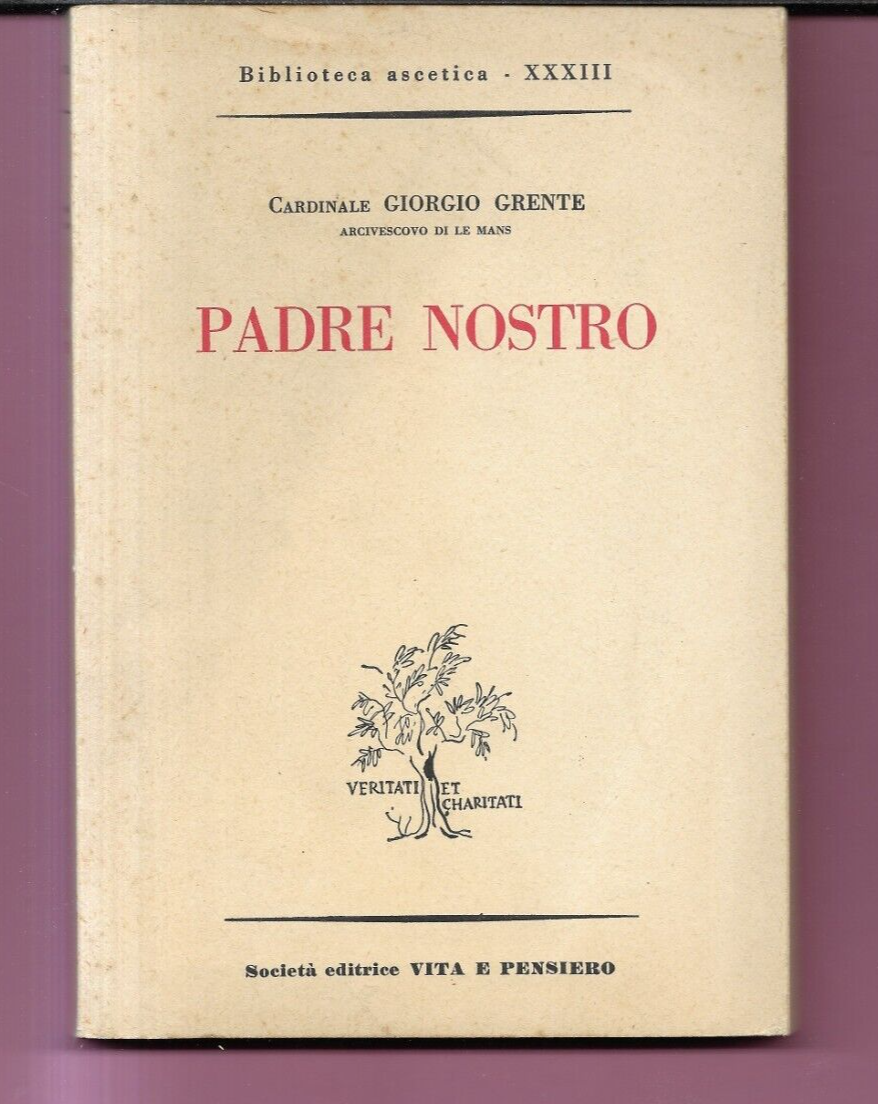 Biblioteca ascetica - XXXIII
CARDINALE GIORGIO GRENTE
ARCIVESCOVO DI LE MANS
PADRE NOSTRO
VERITATI ET
CHARITATI
Società editrice VITA E PENSIERO